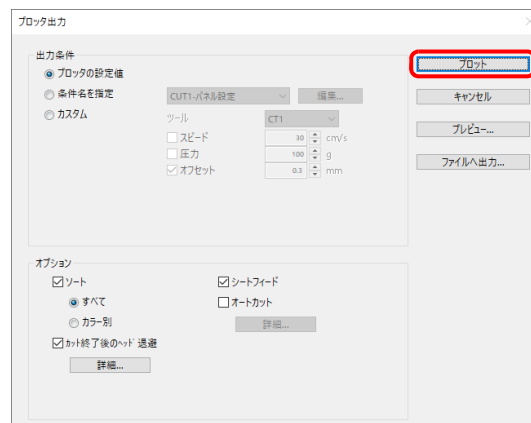 プロッタ出力
出力条件
プロッタの設定値
条件名を指定
CUT1-パネル設定
編集...
カスタム
ツール
CT1
スピード
30
cm/s
圧力
100
g
オフセット
0.3
mm
プロット
キャンセル
プレビュー...
ファイルへ出力...
オプション
ソート
シートフィード
すべて
オートカット
カラー別
詳細...
カット終了後のヘッド退避
詳細...